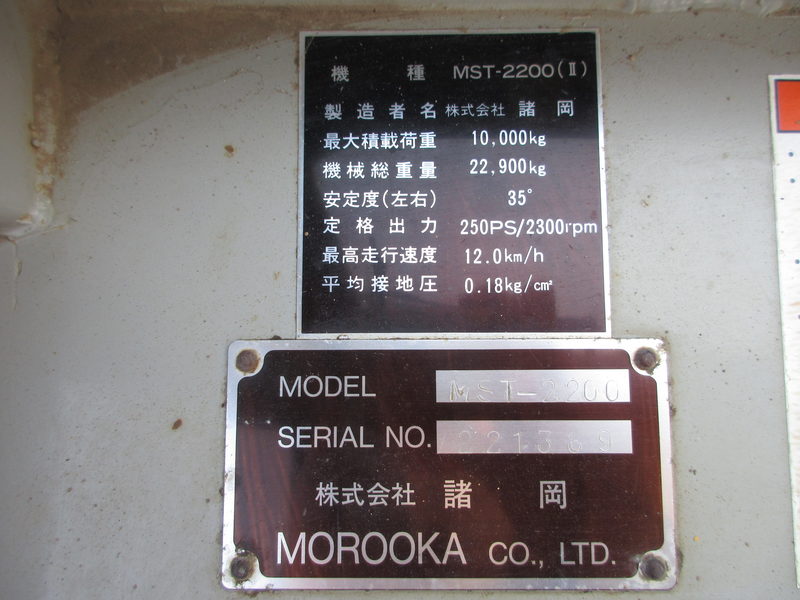 機種 MST-2200(Ⅱ)
製造者名 株式会社 諸岡
最大積載荷重 10,000kg
機械総重量 22,900kg
安定度(左右) 35°
定格出力 250PS/2300rpm
最高走行速度 12.0km/h
平均接地圧 0.18kg/cm²
MODEL MST-2200
SERIAL NO. 221369
株式会社 諸岡
MOROOKA CO., LTD.